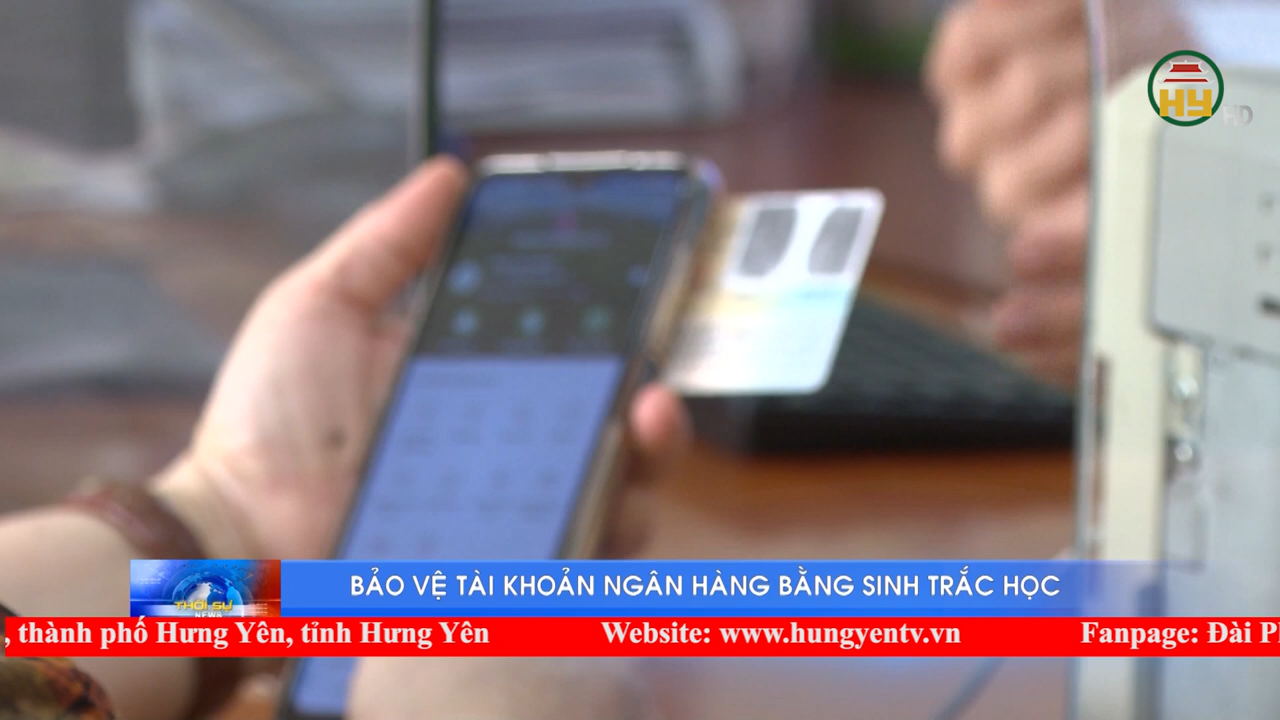 HY HD
BẢO VỆ TÀI KHOẢN NGÂN HÀNG BẰNG SINH TRẮC HỌC
THỜI SỰ
NEWS
, thành phố Hưng Yên, tỉnh Hưng Yên Website: www.hungyentv.vn Fanpage: Đài